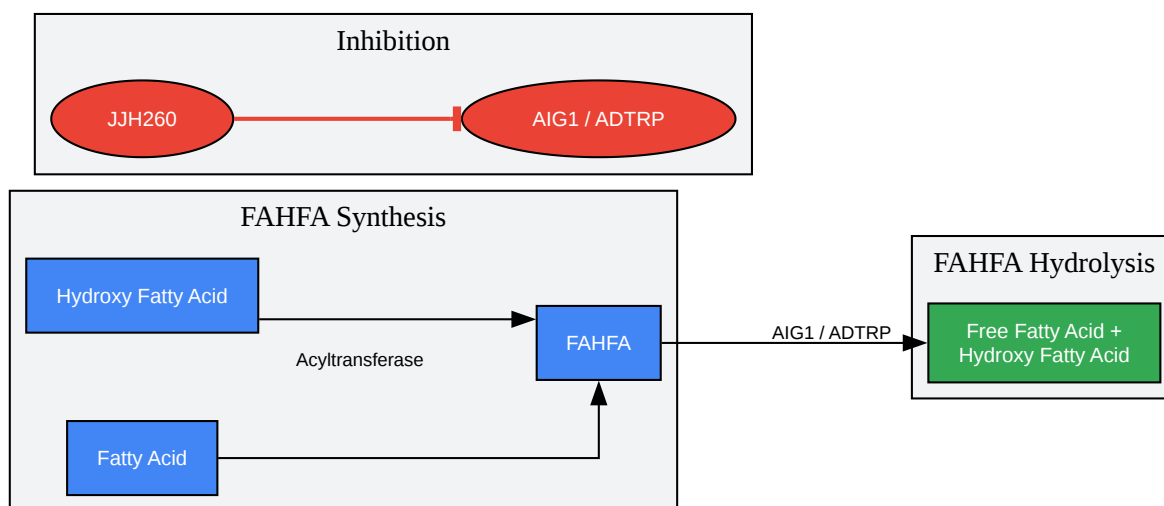 Inhibition
JJH260
AIG1 / ADTRP
FAHFA Synthesis
Hydroxy Fatty Acid
Acyltransferase
FAHFA
Fatty Acid
AIG1 / ADTRP
FAHFA Hydrolysis
Free Fatty Acid +
Hydroxy Fatty Acid